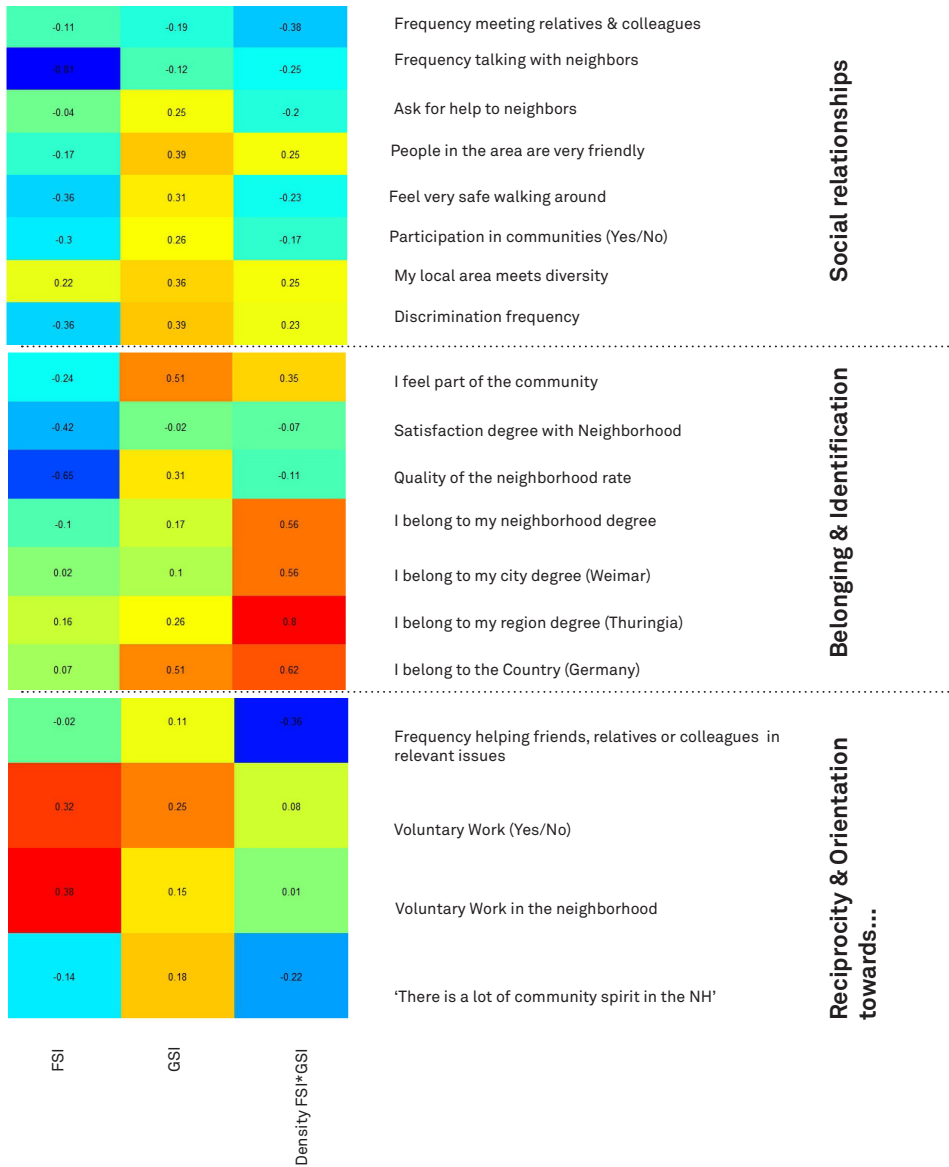 -0.11 -0.19 -0.38 Frequency meeting relatives & colleagues
-0.12 -0.25 Frequency talking with neighbors
-0.04 0.25 -0.2 Ask for help to neighbors
-0.17 0.39 0.25 People in the area are very friendly
-0.36 0.31 -0.23 Feel very safe walking around
-0.3 0.26 -0.17 Participation in communities (Yes/No)
0.22 0.36 0.25 My local area meets diversity
-0.36 0.39 0.23 Discrimination frequency
Social relationships
-0.24 0.51 0.35 I feel part of the community
-0.42 -0.02 -0.07 Satisfaction degree with Neighborhood
-0.65 0.31 -0.11 Quality of the neighborhood rate
-0.1 0.17 0.56 I belong to my neighborhood degree
0.02 0.1 0.56 I belong to my city degree (Weimar)
0.16 0.26 0.8 I belong to my region degree (Thuringia)
0.07 0.51 0.62 I belong to the Country (Germany)
Belonging & Identification
-0.02 0.11 -0.36 Frequency helping friends, relatives or colleagues in
relevant issues
0.32 0.25 0.08 Voluntary Work (Yes/No)
0.38 0.15 0.01 Voluntary Work in the neighborhood
-0.14 0.18 -0.22 ‘There is a lot of community spirit in the NH’
Reciprocity & Orientation
towards...
FSI
GSI
Density FSI*GSI